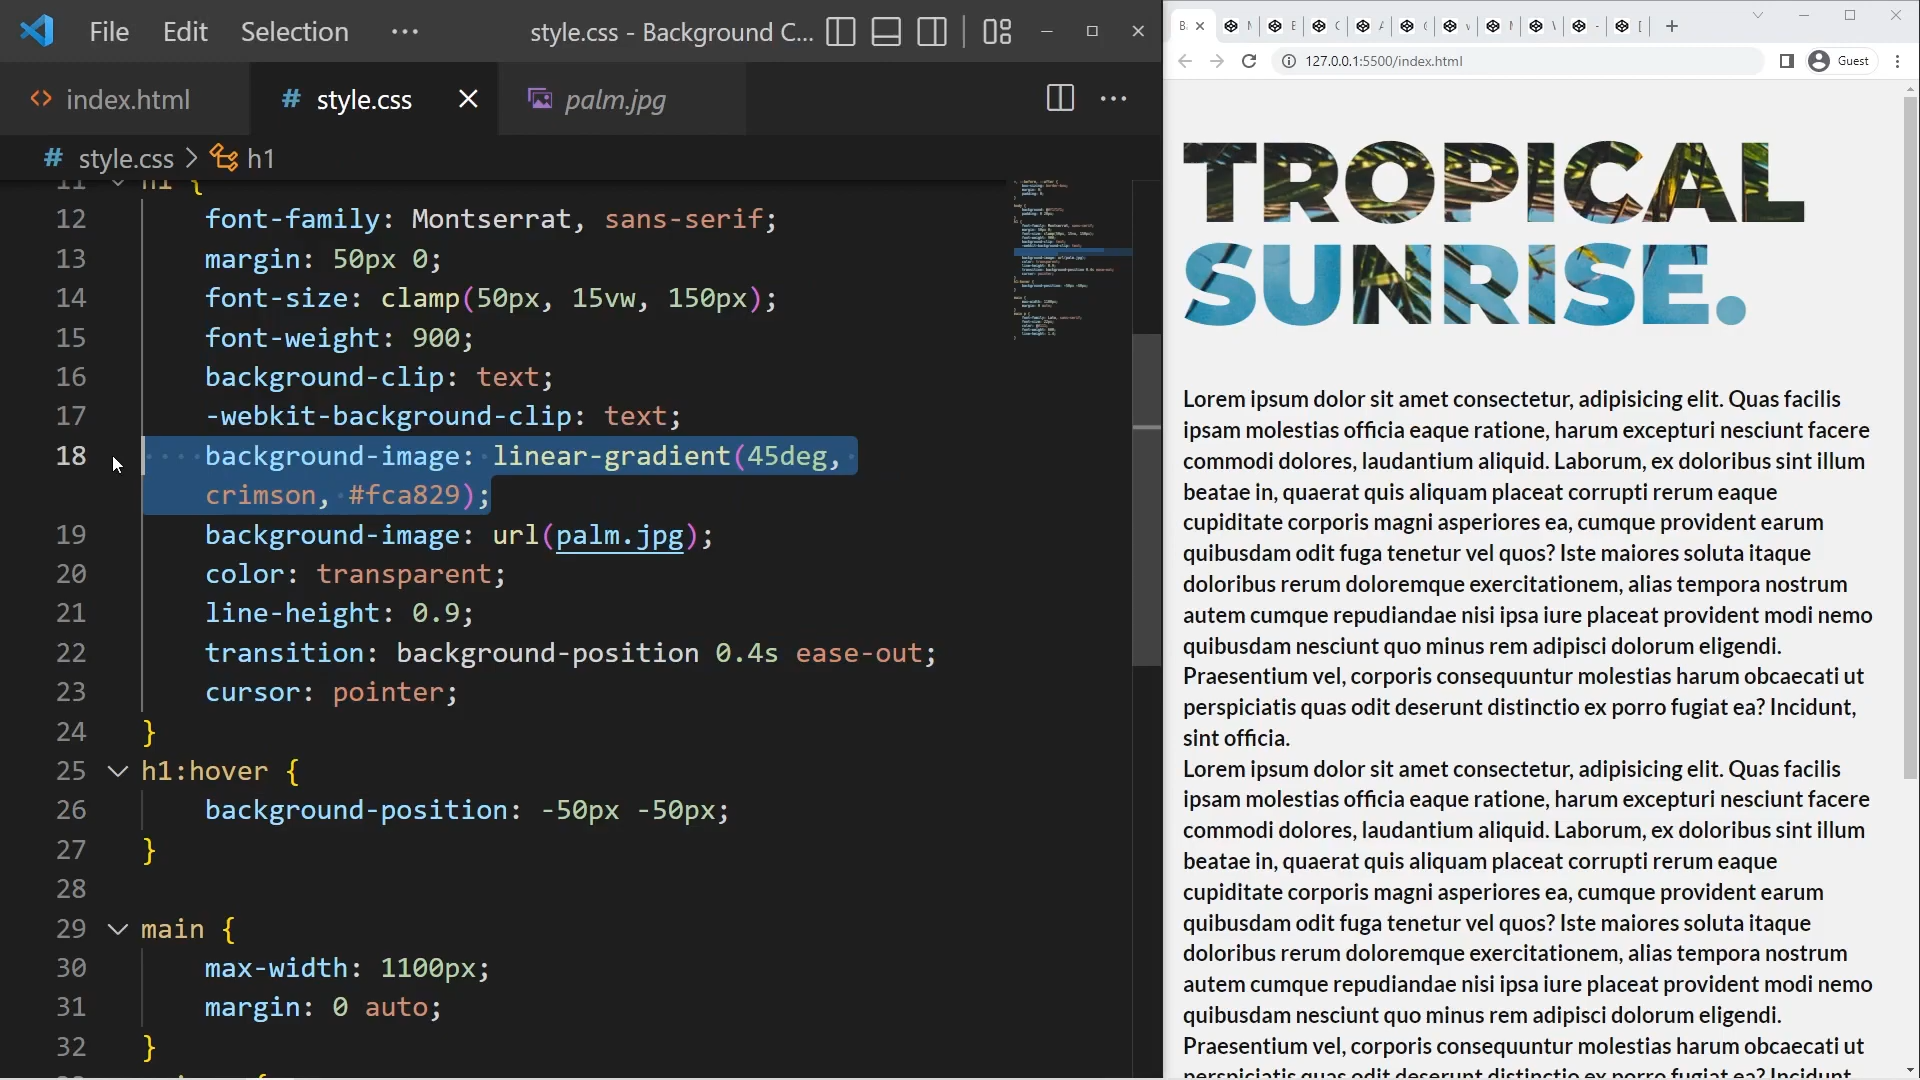 File Edit Selection ··· style.css - Background C...
index.html style.css palm.jpg
# style.css > h1
11 h1 {
12 font-family: Montserrat, sans-serif;
13 margin: 50px 0;
14 font-size: clamp(50px, 15vw, 150px);
15 font-weight: 900;
16 background-clip: text;
17 -webkit-background-clip: text;
18 background-image: linear-gradient(45deg,
crimson, #fca829);
19 background-image: url(palm.jpg);
20 color: transparent;
21 line-height: 0.9;
22 transition: background-position 0.4s ease-out;
23 cursor: pointer;
24 }
25 h1:hover {
26 background-position: -50px -50px;
27 }
28
29 main {
30 max-width: 1100px;
31 margin: 0 auto;
32 }
127.0.0.1:5500/index.html Guest
TROPICAL
SUNRISE.
Lorem ipsum dolor sit amet consectetur, adipisicing elit. Quas facilis
ipsam molestias officia eaque ratione, harum excepturi nesciunt facere
commodi dolores, laudantium aliquid. Laborum, ex doloribus sint illum
beatae in, quaerat quis aliquam placeat corrupti rerum eaque
cupiditate corporis magni asperiores ea, cumque provident earum
quibusdam odit fuga tenetur vel quos? Iste maiores soluta itaque
doloribus rerum doloremque exercitationem, alias tempora nostrum
autem cumque repudiandae nisi ipsa iure placeat provident modi nemo
quibusdam nesciunt quo minus rem adipisci dolorum eligendi.
Praesentium vel, corporis consequuntur molestias harum obcaecati ut
perspiciatis quas odit deserunt distinctio ex porro fugiat ea? Incidunt,
sint officia.
Lorem ipsum dolor sit amet consectetur, adipisicing elit. Quas facilis
ipsam molestias officia eaque ratione, harum excepturi nesciunt facere
commodi dolores, laudantium aliquid. Laborum, ex doloribus sint illum
beatae in, quaerat quis aliquam placeat corrupti rerum eaque
cupiditate corporis magni asperiores ea, cumque provident earum
quibusdam odit fuga tenetur vel quos? Iste maiores soluta itaque
doloribus rerum doloremque exercitationem, alias tempora nostrum
autem cumque repudiandae nisi ipsa iure placeat provident modi nemo
quibusdam nesciunt quo minus rem adipisci dolorum eligendi.
Praesentium vel, corporis consequuntur molestias harum obcaecati ut
perspiciatis quas odit deserunt distinctio ex porro fugiat ea? Incidunt,